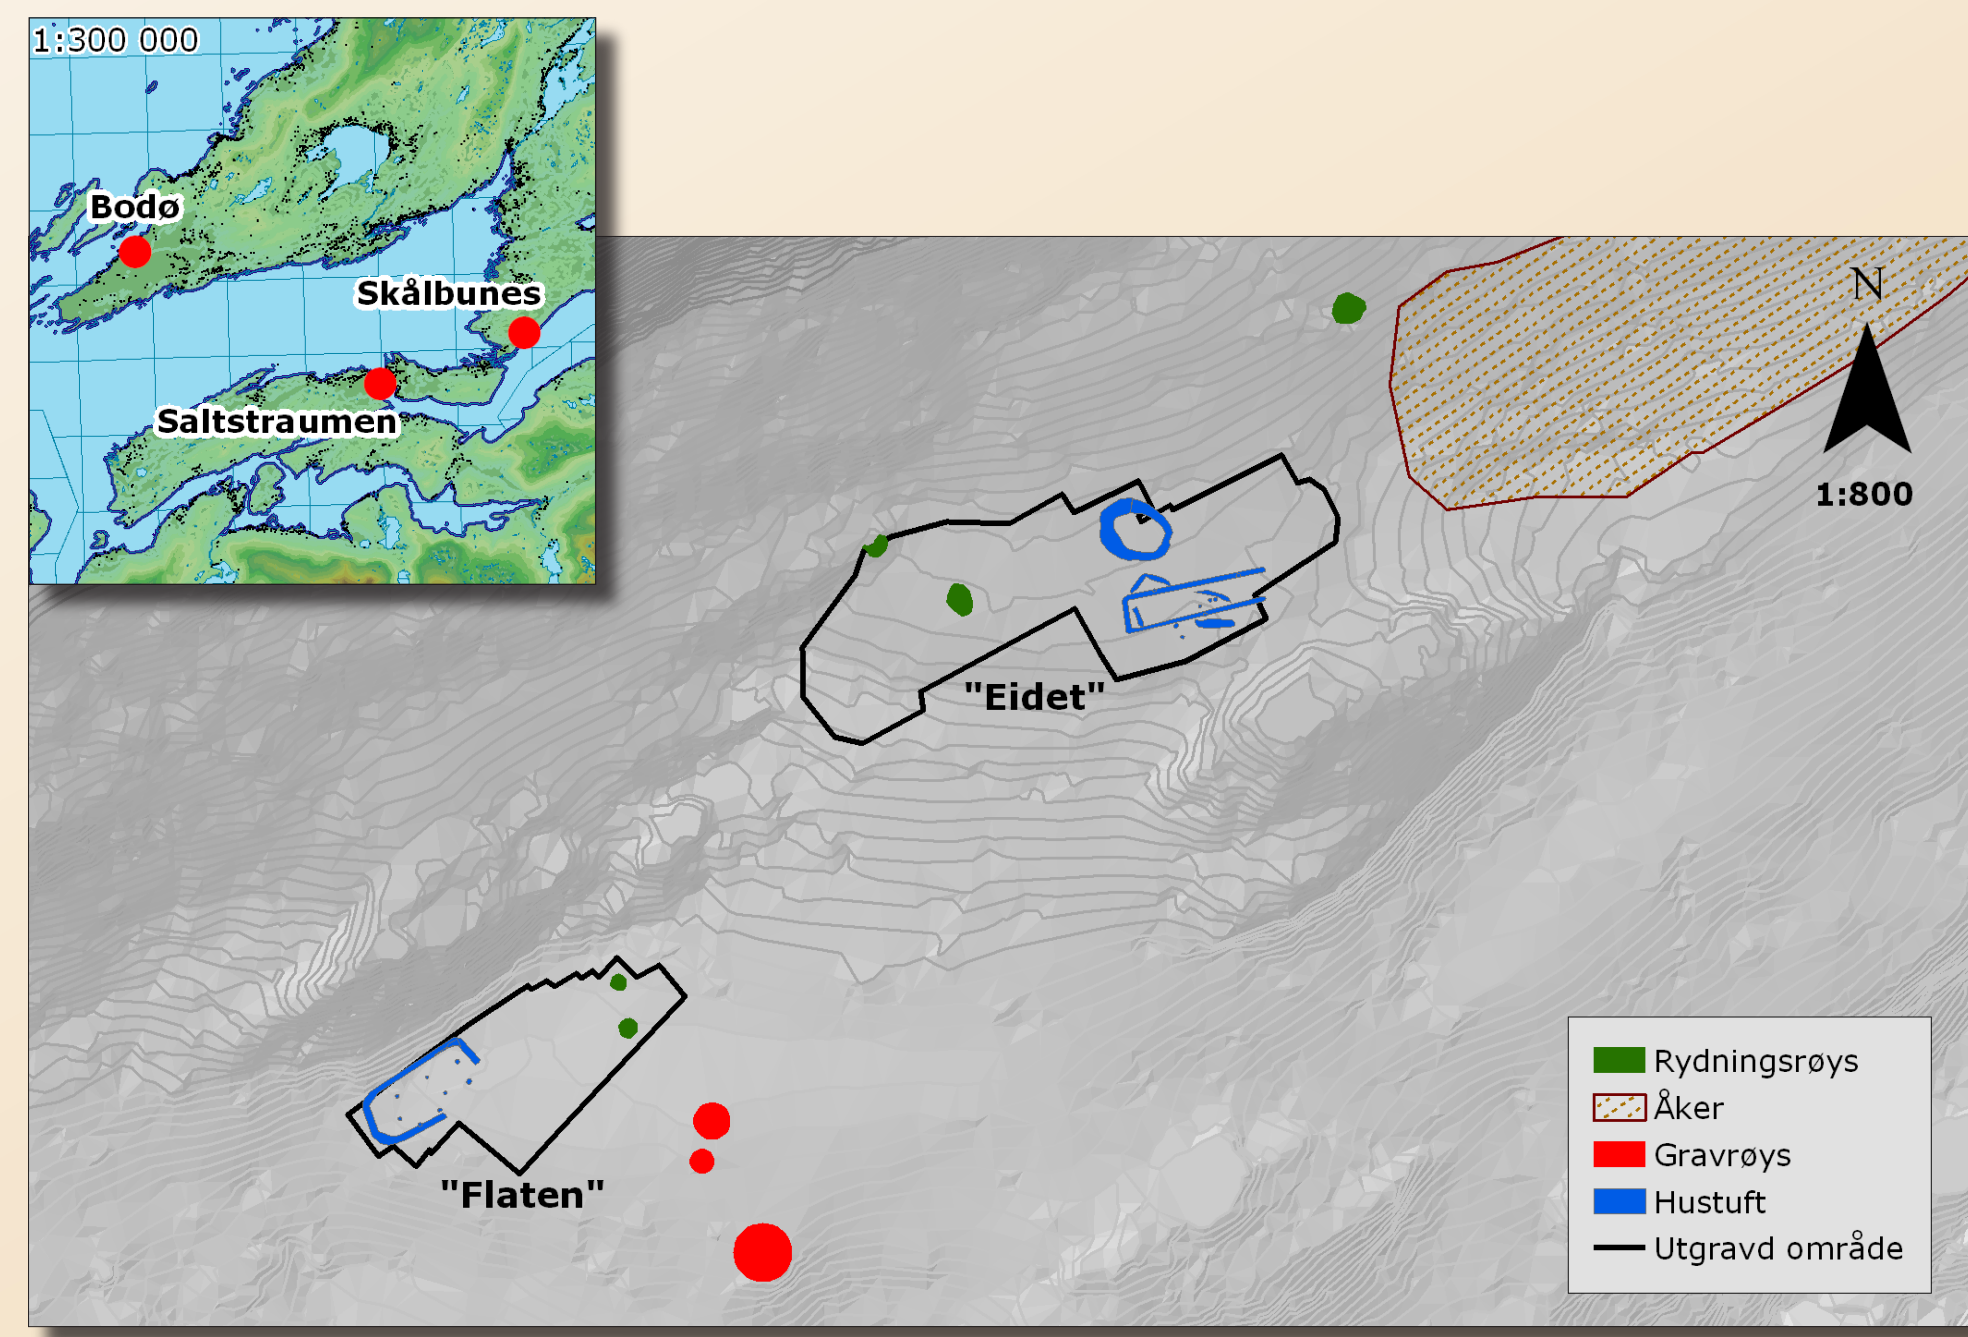 1:300 000
Bodø
Skålbunes
Saltstraumen
N
1:800
"Eidet"
"Flaten"
Rydningsrøys
Åker
Gravrøys
Hustuft
Utgravd område